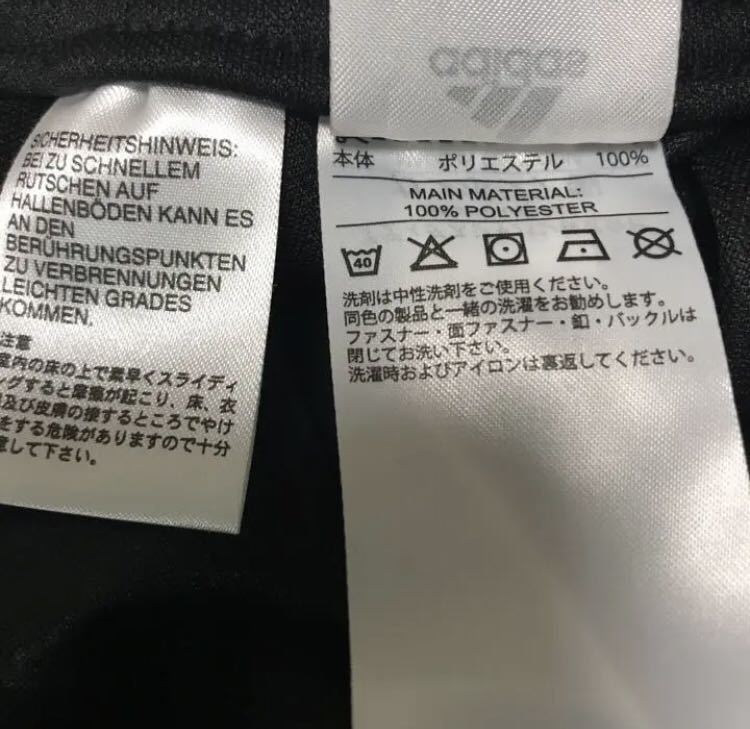 SICHERHEITSHINWEIS:
BEI ZU SCHNELLEM
RUTSCHEN AUF
HALLENBÖDEN KANN ES
AN DEN
BERÜHRUNGSPUNKTEN
ZU VERBRENNUNGEN
LEICHTEN GRADES
KOMMEN.
注意
室内の床の上で素早くスライディ
ングすると摩擦が起こり、床、衣
及び皮膚の接するところでやけ
をする危険がありますので十分
意して下さい。
adidas
本体 ポリエステル 100%
MAIN MATERIAL:
100% POLYESTER
40
洗剤は中性洗剤をご使用ください。
同色の製品と一緒の洗濯をお勧めします。
ファスナー・面ファスナー・釦・バックルは
閉じてお洗い下さい。
洗濯時およびアイロンは裏返してください。